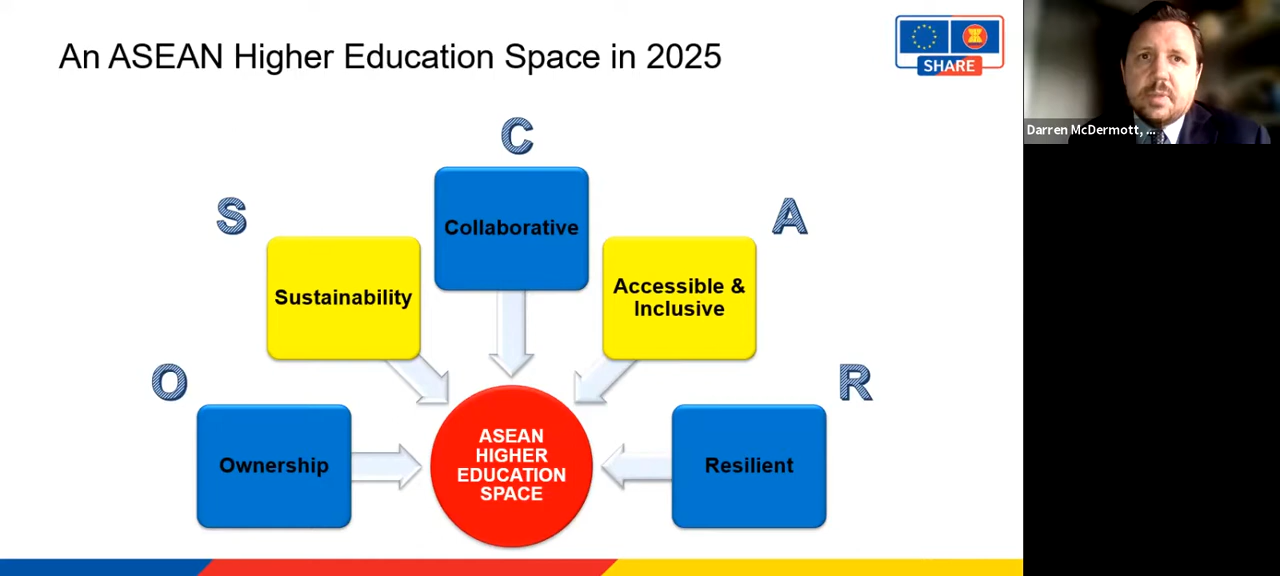 An ASEAN Higher Education Space in 2025
SHARE
Darren McDermott, ...
C
Collaborative
S
Sustainability
A
Accessible &
Inclusive
O
Ownership
R
Resilient
ASEAN
HIGHER
EDUCATION
SPACE